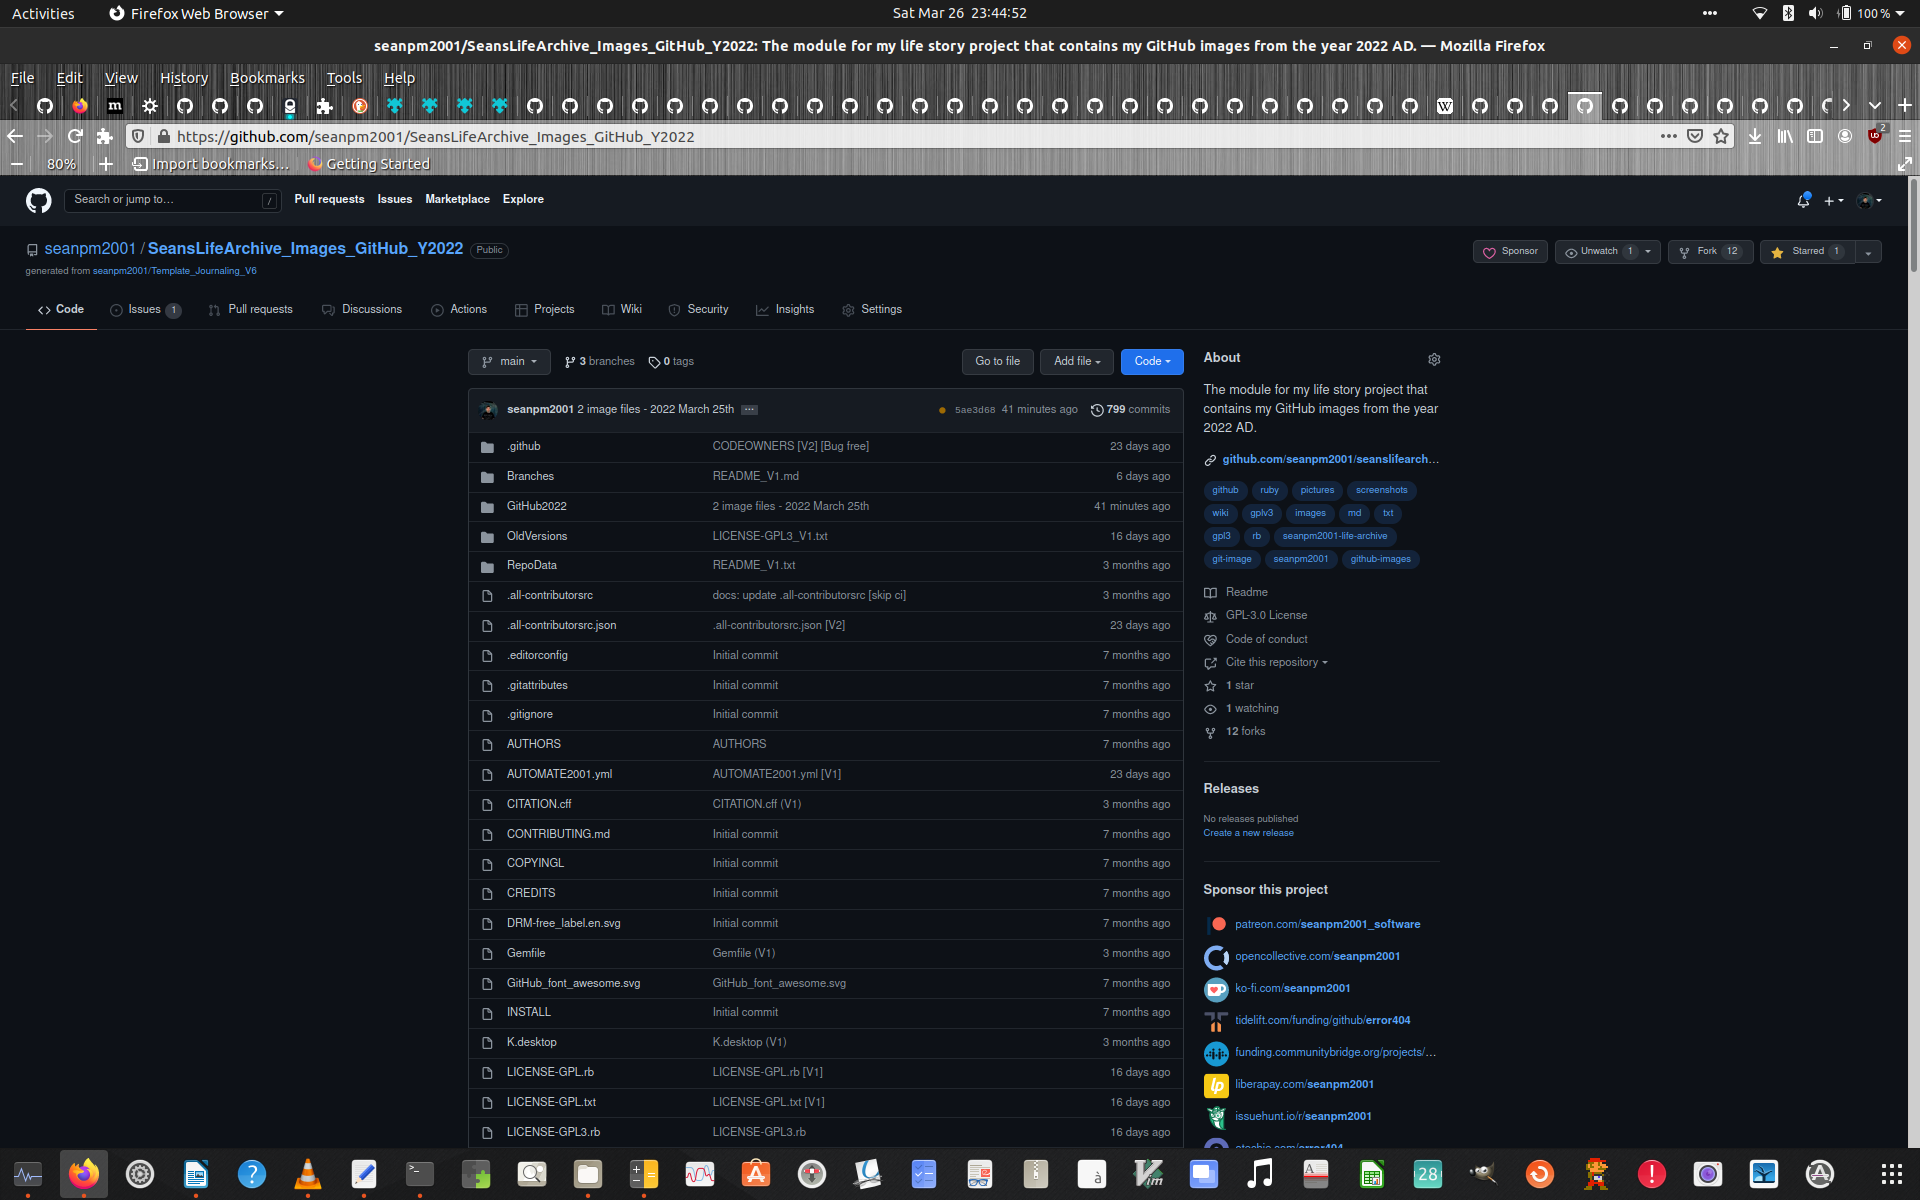 Activities
Firefox Web Browser
Sat Mar 26 23:44:52
100 %
seanpm2001/SeansLifeArchive_Images_GitHub_Y2022: The module for my life story project that contains my GitHub images from the year 2022 AD. — Mozilla Firefox
File Edit View History Bookmarks Tools Help
https://github.com/seanpm2001/SeansLifeArchive_Images_GitHub_Y2022
2
80%
Import bookmarks…
Getting Started
Search or jump to…
/
Pull requests
Issues
Marketplace
Explore
seanpm2001 / SeansLifeArchive_Images_GitHub_Y2022
Public
generated from seanpm2001/Template_Journaling_V6
Sponsor
Unwatch 1
Fork 12
Starred 1
Code
Issues 1
Pull requests
Discussions
Actions
Projects
Wiki
Security
Insights
Settings
main
3 branches
0 tags
Go to file
Add file
Code
seanpm2001 2 image files - 2022 March 25th
5ae3d68 41 minutes ago
799 commits
.github CODEOWNERS [V2] [Bug free] 23 days ago
Branches README_V1.md 6 days ago
GitHub2022 2 image files - 2022 March 25th 41 minutes ago
OldVersions LICENSE-GPL3_V1.txt 16 days ago
RepoData README_V1.txt 3 months ago
.all-contributorsrc docs: update .all-contributorsrc [skip ci] 3 months ago
.all-contributorsrc.json .all-contributorsrc.json [V2] 23 days ago
.editorconfig Initial commit 7 months ago
.gitattributes Initial commit 7 months ago
.gitignore Initial commit 7 months ago
AUTHORS AUTHORS 7 months ago
AUTOMATE2001.yml AUTOMATE2001.yml [V1] 23 days ago
CITATION.cff CITATION.cff (V1) 3 months ago
CONTRIBUTING.md Initial commit 7 months ago
COPYINGL Initial commit 7 months ago
CREDITS Initial commit 7 months ago
DRM-free_label.en.svg Initial commit 7 months ago
Gemfile Gemfile (V1) 3 months ago
GitHub_font_awesome.svg GitHub_font_awesome.svg 7 months ago
INSTALL Initial commit 7 months ago
K.desktop K.desktop (V1) 3 months ago
LICENSE-GPL.rb LICENSE-GPL.rb [V1] 16 days ago
LICENSE-GPL.txt LICENSE-GPL.txt [V1] 16 days ago
LICENSE-GPL3.rb LICENSE-GPL3.rb 16 days ago
About
The module for my life story project that
contains my GitHub images from the year
2022 AD.
github.com/seanpm2001/seanslifearch…
github ruby pictures screenshots
wiki gplv3 images md txt
gpl3 rb seanpm2001-life-archive
git-image seanpm2001 github-images
Readme
GPL-3.0 License
Code of conduct
Cite this repository
1 star
1 watching
12 forks
Releases
No releases published
Create a new release
Sponsor this project
patreon.com/seanpm2001_software
opencollective.com/seanpm2001
ko-fi.com/seanpm2001
tidelift.com/funding/github/error404
funding.communitybridge.org/projects/…
liberapay.com/seanpm2001
issuehunt.io/r/seanpm2001
28